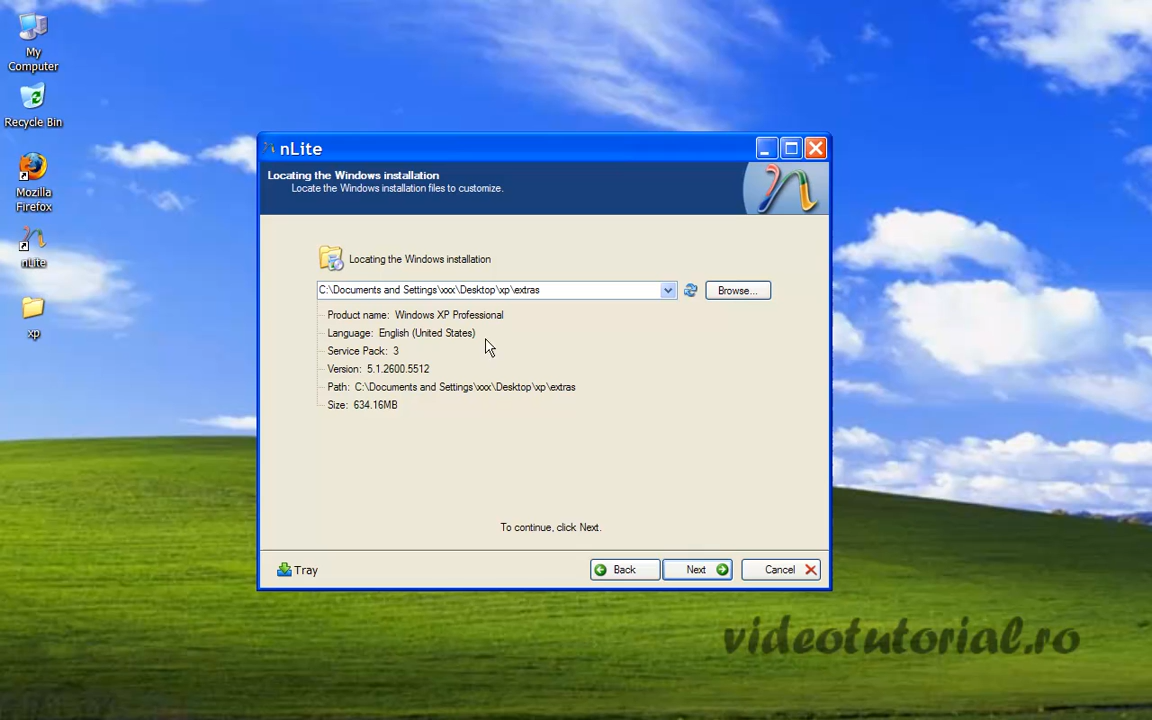 My
Computer
Recycle Bin
Mozilla
Firefox
nLite
xp
nLite
Locating the Windows installation
Locate the Windows installation files to customize.
Locating the Windows installation
C:\Documents and Settings\xxx\Desktop\xp\extras
Browse...
Product name: Windows XP Professional
Language: English (United States)
Service Pack: 3
Version: 5.1.2600.5512
Path: C:\Documents and Settings\xxx\Desktop\xp\extras
Size: 634.16MB
To continue, click Next.
Tray
Back
Next
Cancel
videotutorial.ro